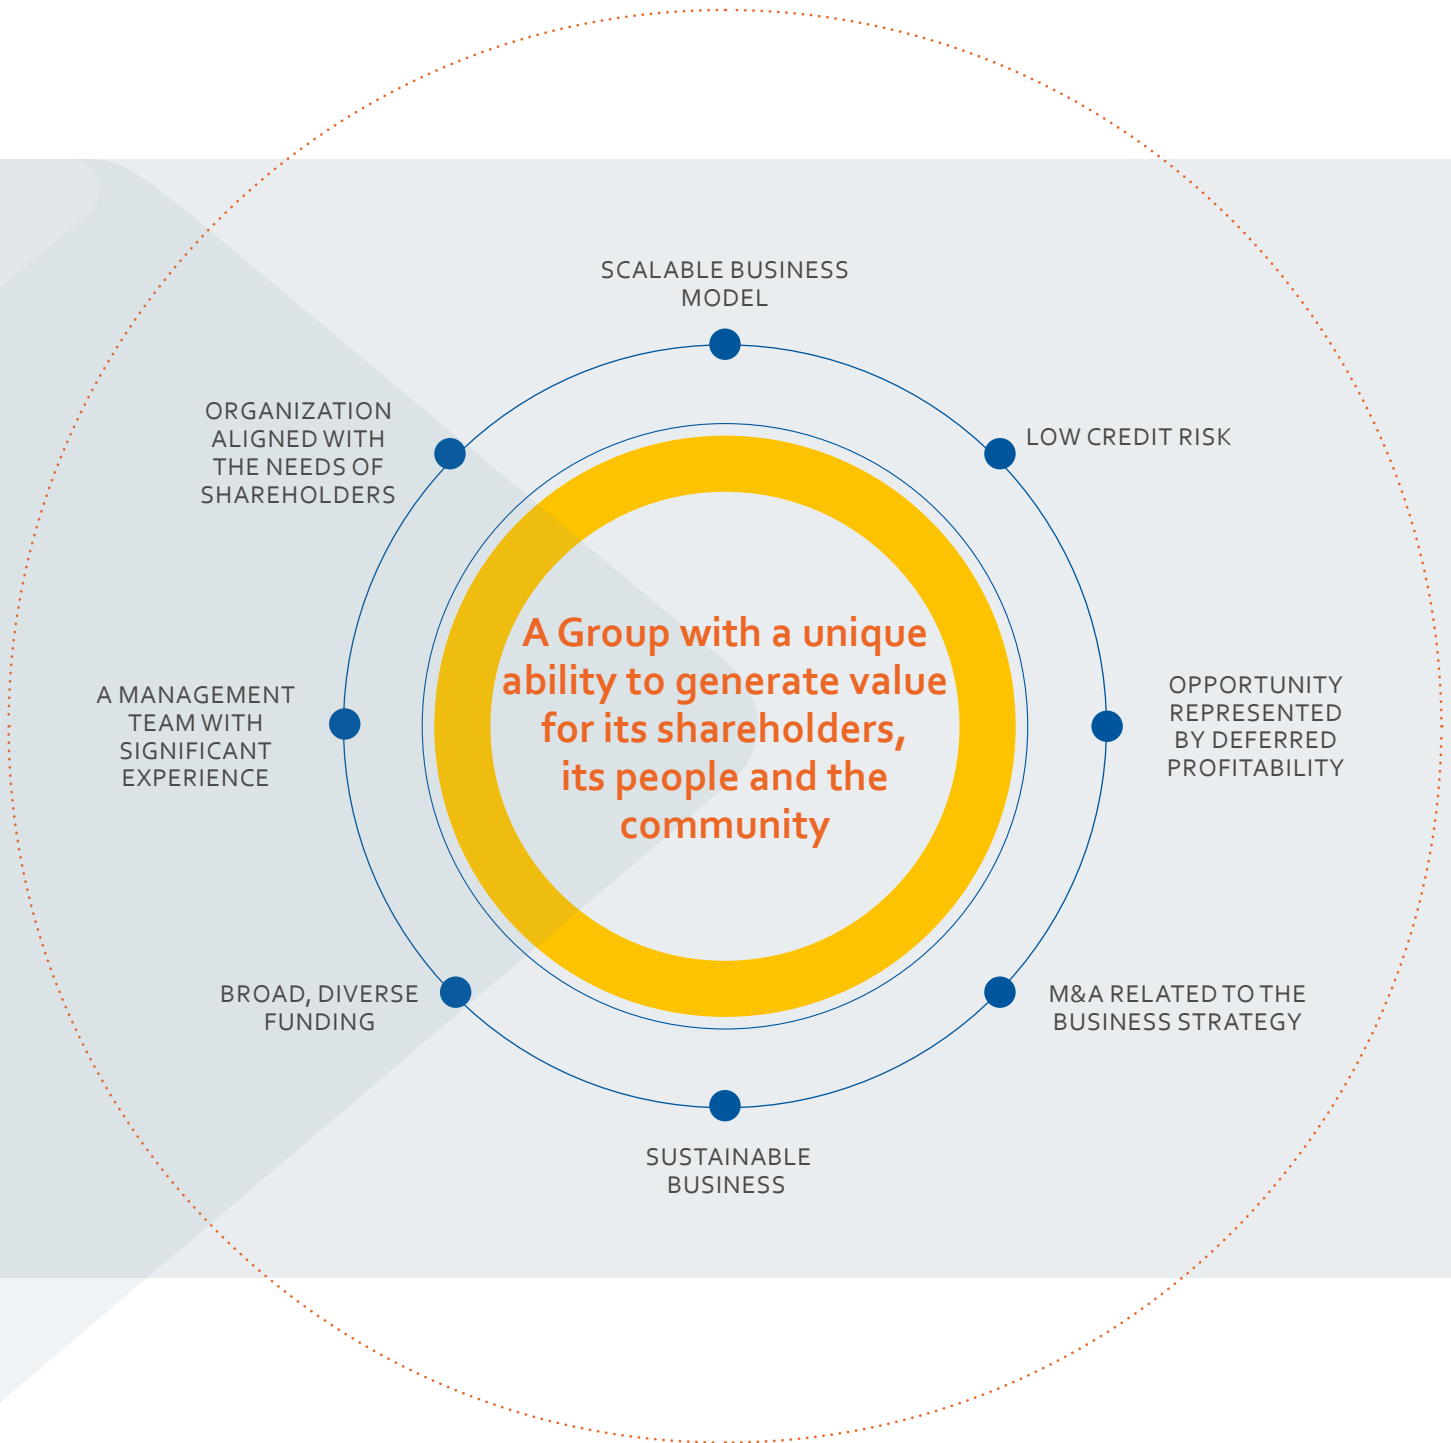 SCALABLE BUSINESS
MODEL
LOW CREDIT RISK
OPPORTUNITY
REPRESENTED
BY DEFERRED
PROFITABILITY
M&A RELATED TO THE
BUSINESS STRATEGY
SUSTAINABLE
BUSINESS
BROAD, DIVERSE
FUNDING
A MANAGEMENT
TEAM WITH
SIGNIFICANT
EXPERIENCE
ORGANIZATION
ALIGNED WITH
THE NEEDS OF
SHAREHOLDERS
A Group with a unique
ability to generate value
for its shareholders,
its people and the
community